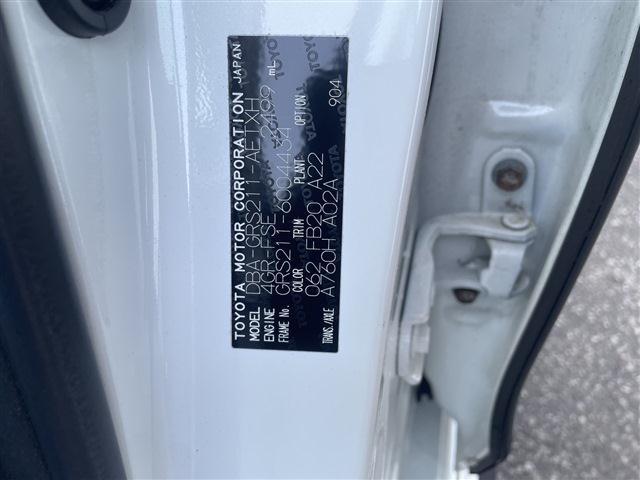 TOYOTA MOTOR CORPORATION JAPAN
MODEL DBA-GRS211-AETXH
ENGINE 4GR-FSE 2499 mL
FRAME No. GRS211-6004434
COLOR TRIM PLANT OPTION
062 FB20 A22 904
TRANS./AXLE A760H A02A